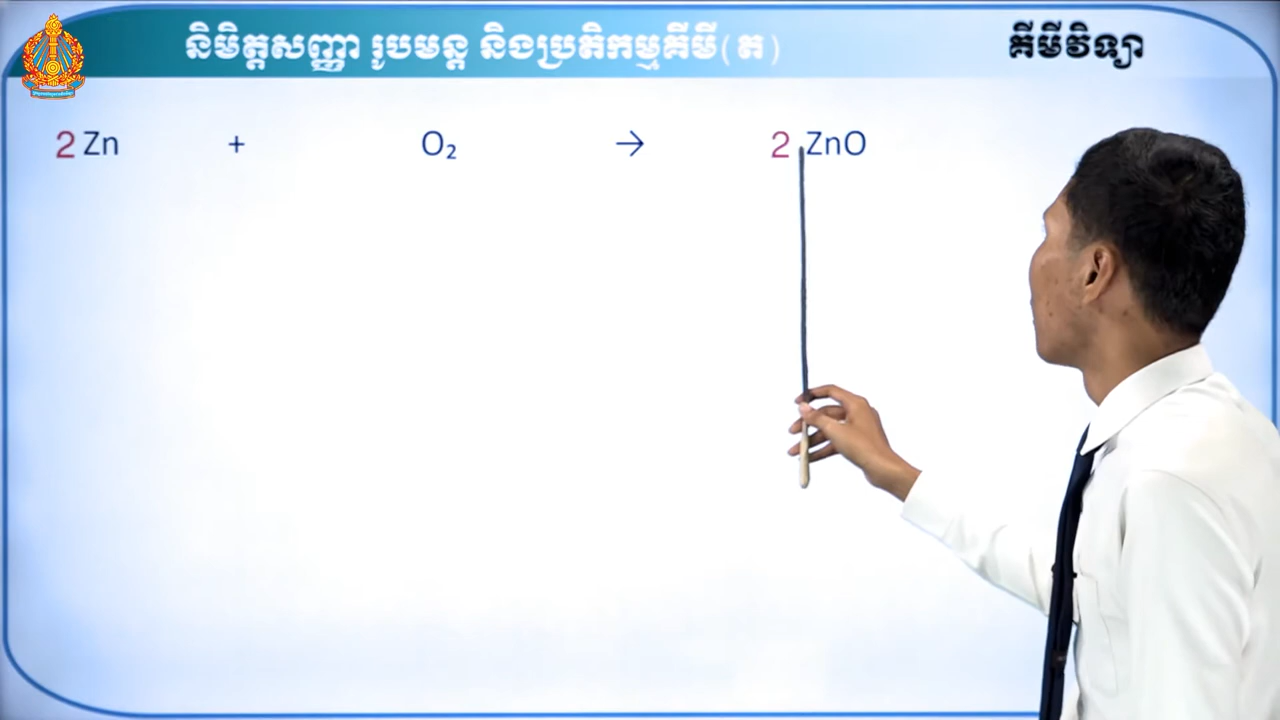 និមិត្តសញ្ញា រូបមន្ត និងប្រតិកម្មគីមី(ត)
គីមីវិទ្យា
2 Zn + O₂ → 2 ZnO